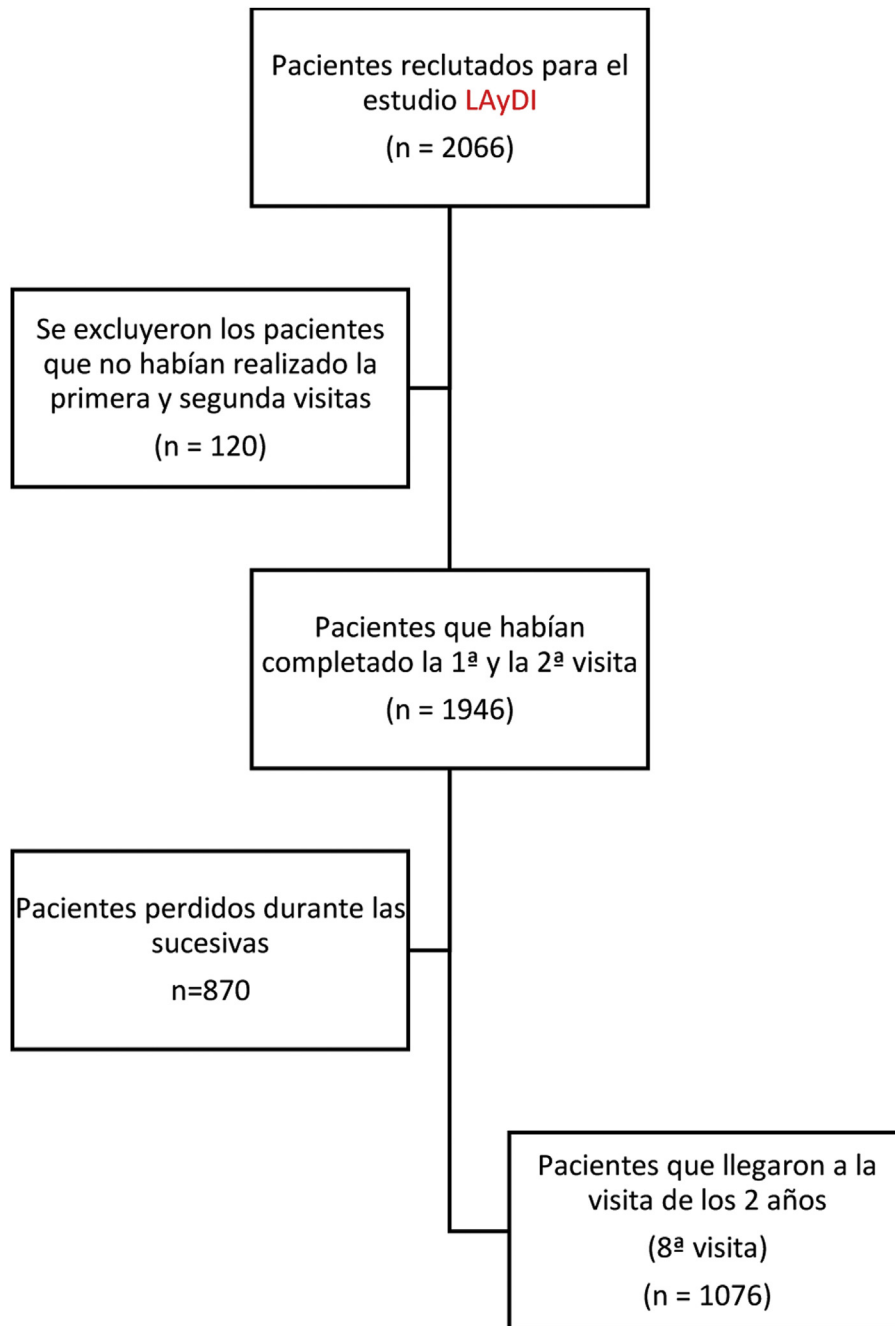 Pacientes reclutados para el
estudio LAyDI
(n = 2066)
Se excluyeron los pacientes
que no habían realizado la
primera y segunda visitas
(n = 120)
Pacientes que habían
completado la 1ª y la 2ª visita
(n = 1946)
Pacientes perdidos durante las
sucesivas
n=870
Pacientes que llegaron a la
visita de los 2 años
(8ª visita)
(n = 1076)